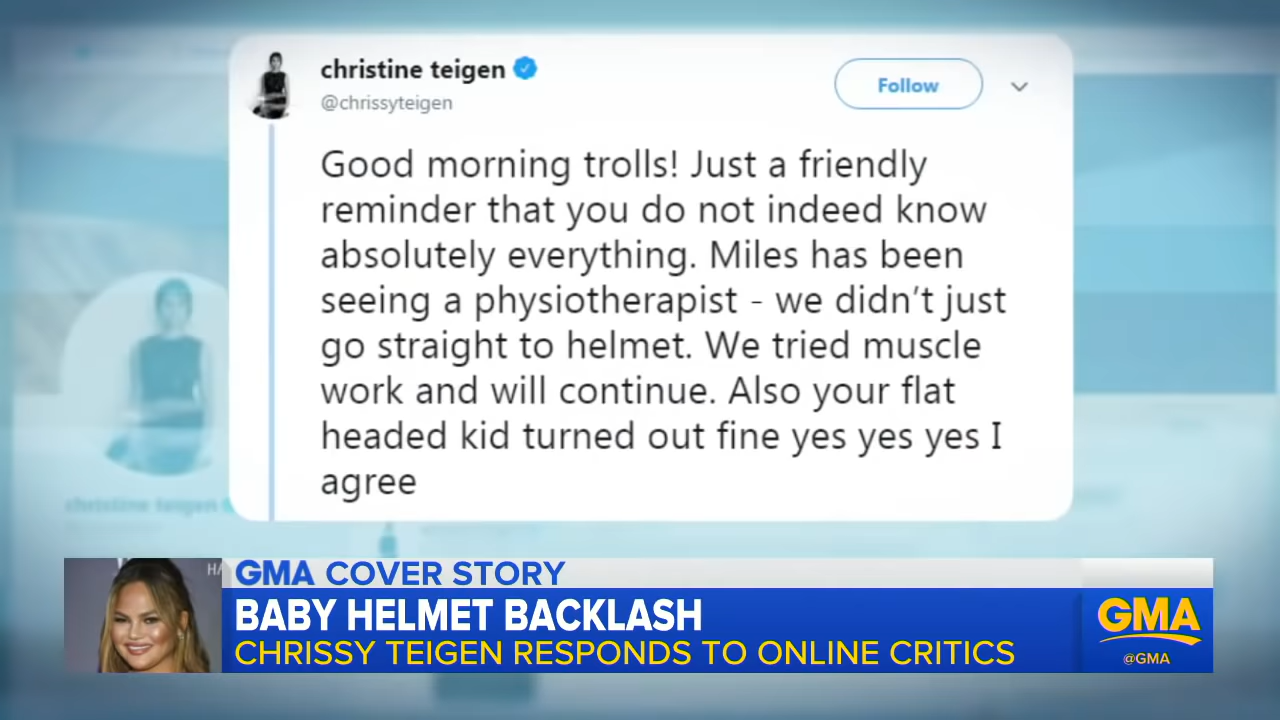 christine teigen
@chrissyteigen
Follow
Good morning trolls! Just a friendly
reminder that you do not indeed know
absolutely everything. Miles has been
seeing a physiotherapist - we didn't just
go straight to helmet. We tried muscle
work and will continue. Also your flat
headed kid turned out fine yes yes yes I
agree
christine teigen
HA
GMA COVER STORY
BABY HELMET BACKLASH
CHRISSY TEIGEN RESPONDS TO ONLINE CRITICS
GMA
@GMA